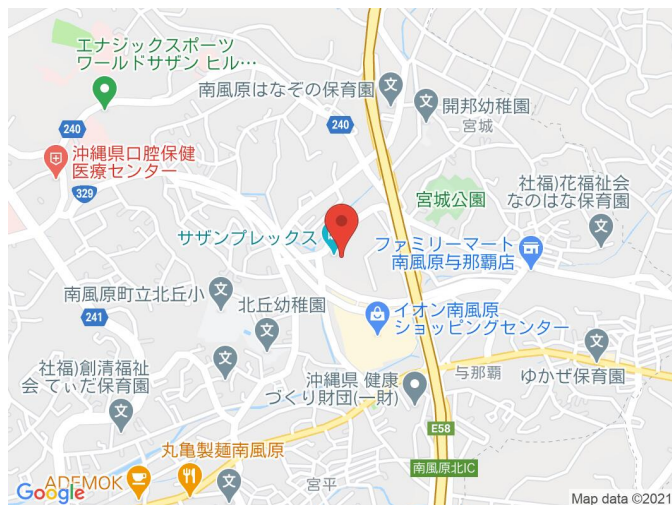 エナジックスポーツ
ワールドサザン ヒル…
南風原はなぞの保育園
開邦幼稚園
宮城
240
240
沖縄県口腔保健
医療センター
329
宮城公園
社福)花福祉会
なのはな保育園
サザンプレックス
ファミリーマート
南風原与那覇店
南風原町立北丘小
北丘幼稚園
241
イオン南風原
ショッピングセンター
社福)創清福祉
会 てぃだ保育園
沖縄県 健康
づくり財団(一財)
与那覇
ゆかぜ保育園
E58
丸亀製麺南風原
南風原北IC
ADEMOK
宮平
Google
Map data ©2021